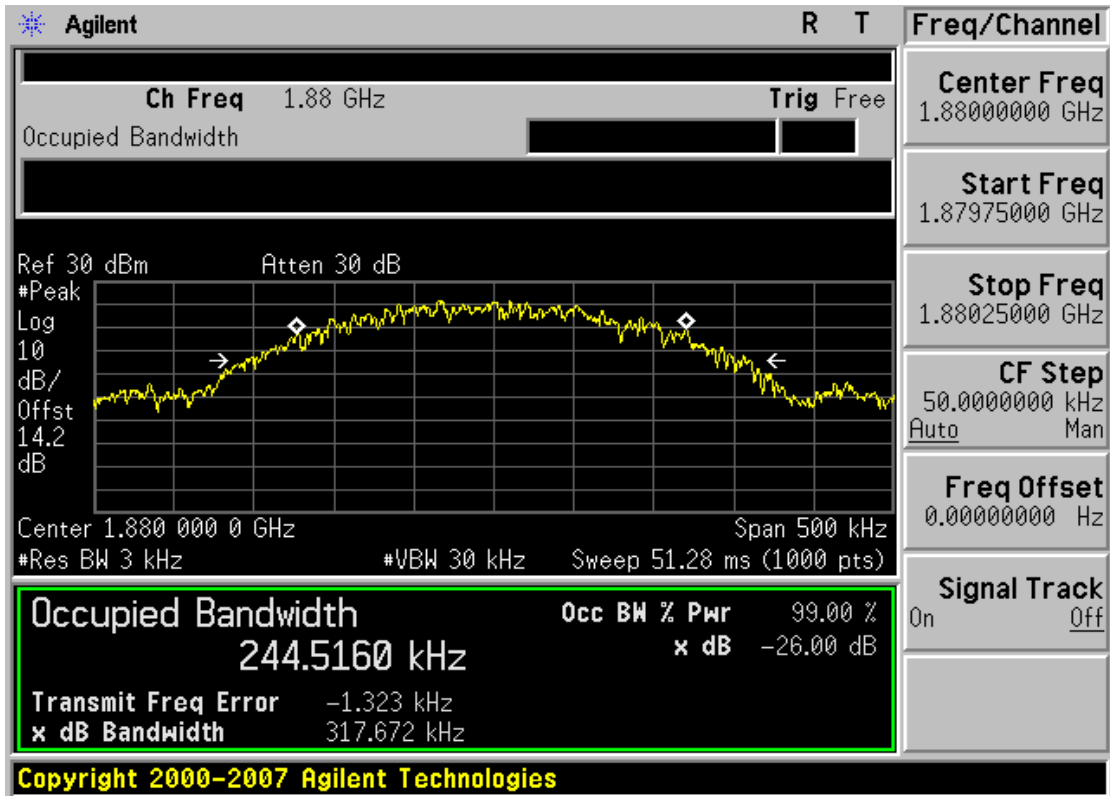 Agilent R T
Freq/Channel
Ch Freq 1.88 GHz Trig Free
Occupied Bandwidth
Center Freq
1.88000000 GHz
Start Freq
1.87975000 GHz
Stop Freq
1.88025000 GHz
CF Step
50.0000000 kHz
Auto Man
Freq Offset
0.00000000 Hz
Signal Track
On Off
Ref 30 dBm Atten 30 dB
#Peak
Log
10
dB/
Offst
14.2
dB
Center 1.880 000 0 GHz Span 500 kHz
#Res BW 3 kHz #VBW 30 kHz Sweep 51.28 ms (1000 pts)
Occupied Bandwidth Occ BW % Pwr 99.00 %
244.5160 kHz x dB -26.00 dB
Transmit Freq Error -1.323 kHz
x dB Bandwidth 317.672 kHz
Copyright 2000-2007 Agilent Technologies